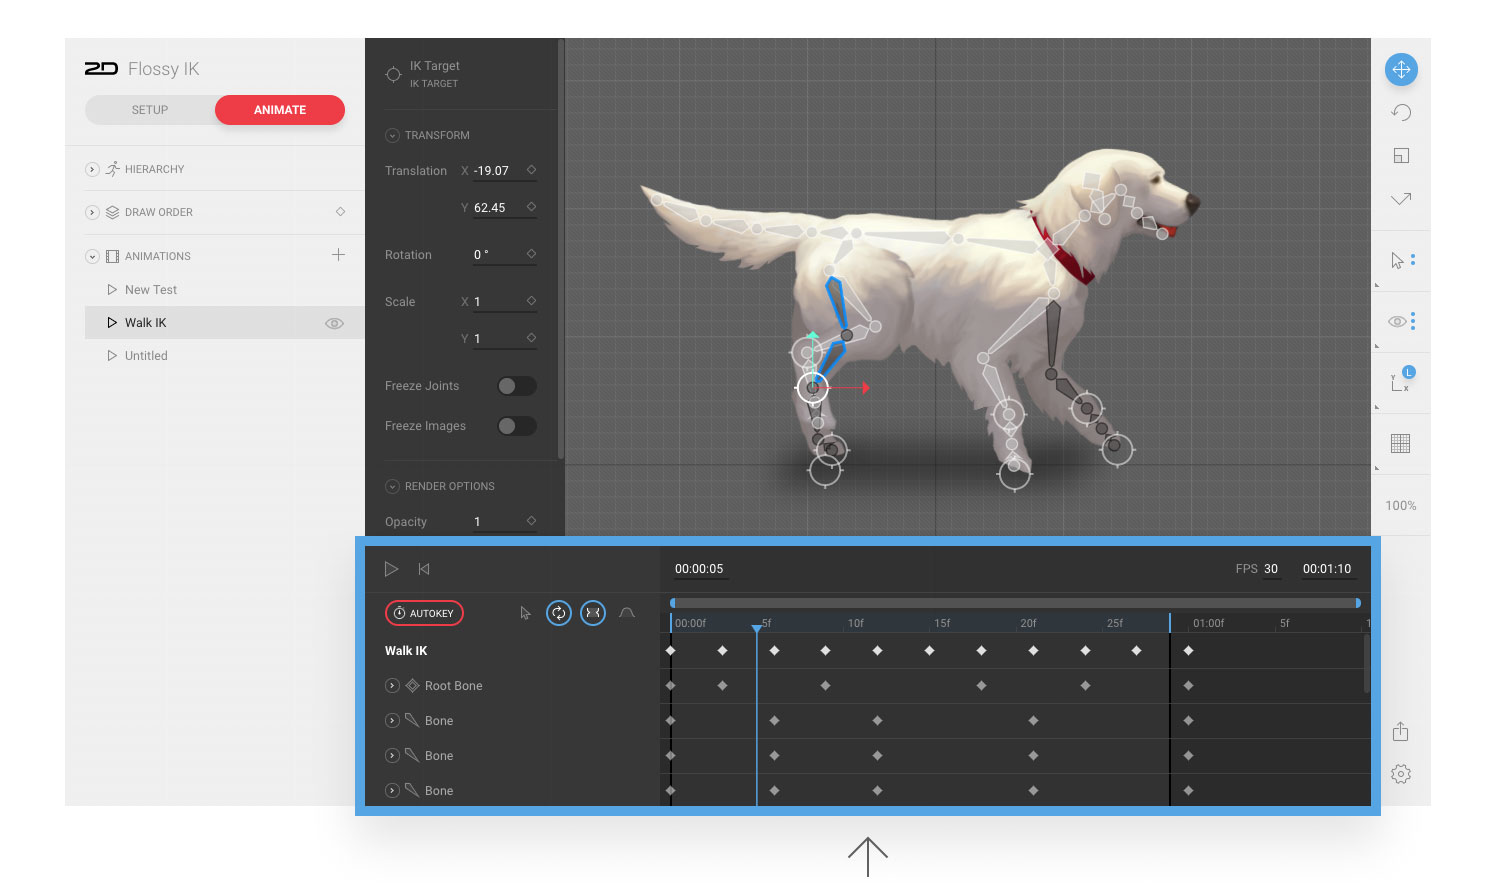 2D Flossy IK
SETUP
ANIMATE
HIERARCHY
DRAW ORDER
ANIMATIONS
New Test
Walk IK
Untitled
IK Target
IK TARGET
TRANSFORM
Translation X -19.07
Y 62.45
Rotation 0 °
Scale X 1
Y 1
Freeze Joints
Freeze Images
RENDER OPTIONS
Opacity 1
L
Y
X
100%
00:00:05
FPS 30 00:01:10
AUTOKEY
00:00f 5f 10f 15f 20f 25f 01:00f 5f 1
Walk IK
Root Bone
Bone
Bone
Bone